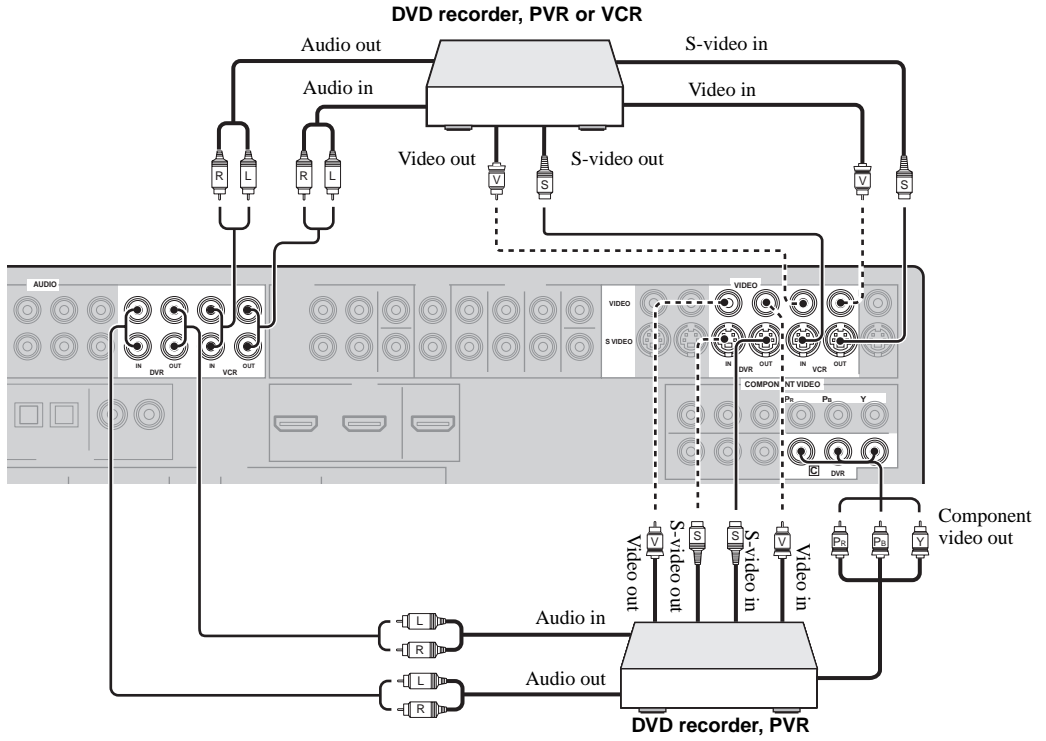 DVD recorder, PVR or VCR
Audio out
S-video in
Audio in
Video in
Video out
S-video out
R
L
R
L
V
S
V
S
AUDIO
VIDEO
VIDEO
S VIDEO
IN
OUT
IN
OUT
DVR
VCR
IN
OUT
IN
OUT
DVR
VCR
COMPONENT VIDEO
PR
PB
Y
C
DVR
Component
video out
V
S
S
V
PR
PB
Y
Video out
S-video out
S-video in
Video in
L
R
Audio in
L
R
Audio out
DVD recorder, PVR